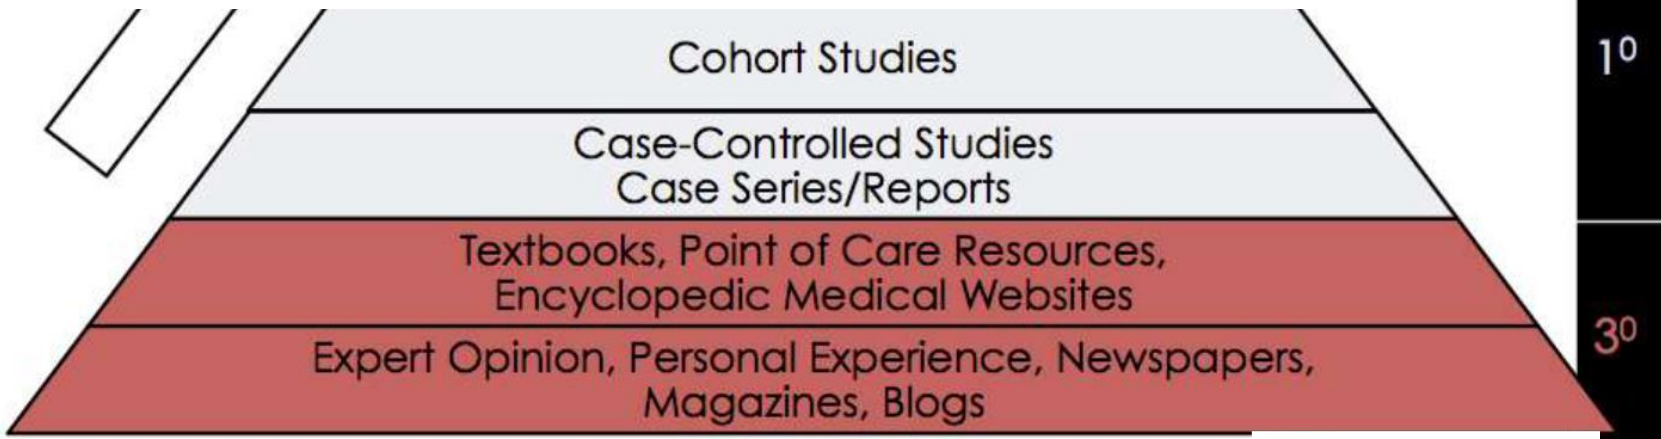 Cohort Studies
1⁰
Case-Controlled Studies
Case Series/Reports
Textbooks, Point of Care Resources,
Encyclopedic Medical Websites
3⁰
Expert Opinion, Personal Experience, Newspapers,
Magazines, Blogs